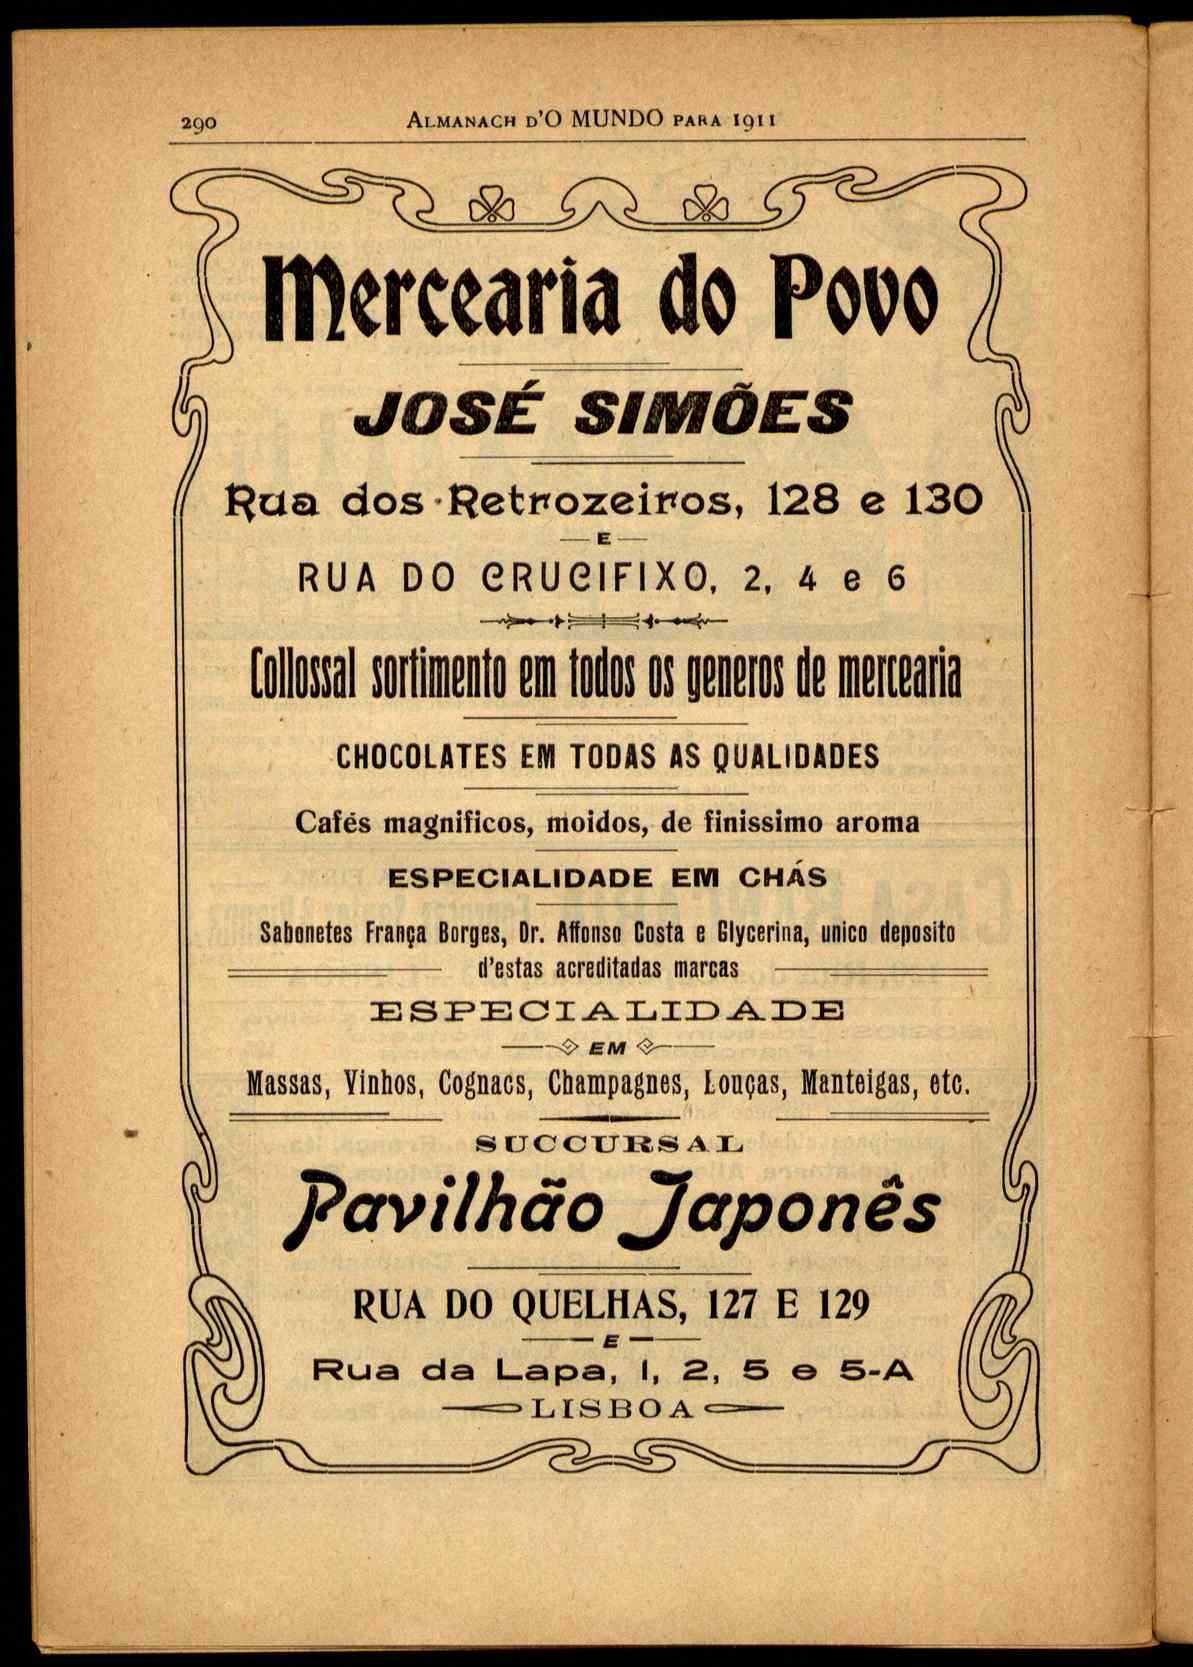 290
ALMANACH D'O MUNDO PARA 1911
Mercearia do Povo
JOSÉ SIMÕES
Rua dos Retrozeiros, 128 e 130
E
RUA DO CRUCIFIXO, 2, 4 e 6
Collossal sortimento em todos os generos de mercearia
CHOCOLATES EM TODAS AS QUALIDADES
Cafés magnificos, moidos, de finissimo aroma
ESPECIALIDADE EM CHÁS
Sabonetes França Borges, Dr. Affonso Costa e Glycerina, unico deposito
d'estas acreditadas marcas
ESPECIALIDADE
EM
Massas, Vinhos, Cognacs, Champagnes, Louças, Manteigas, etc.
SUCCURSAL
Pavilhão Japonês
RUA DO QUELHAS, 127 E 129
E
Rua da Lapa, 1, 2, 5 e 5-A
LISBOA